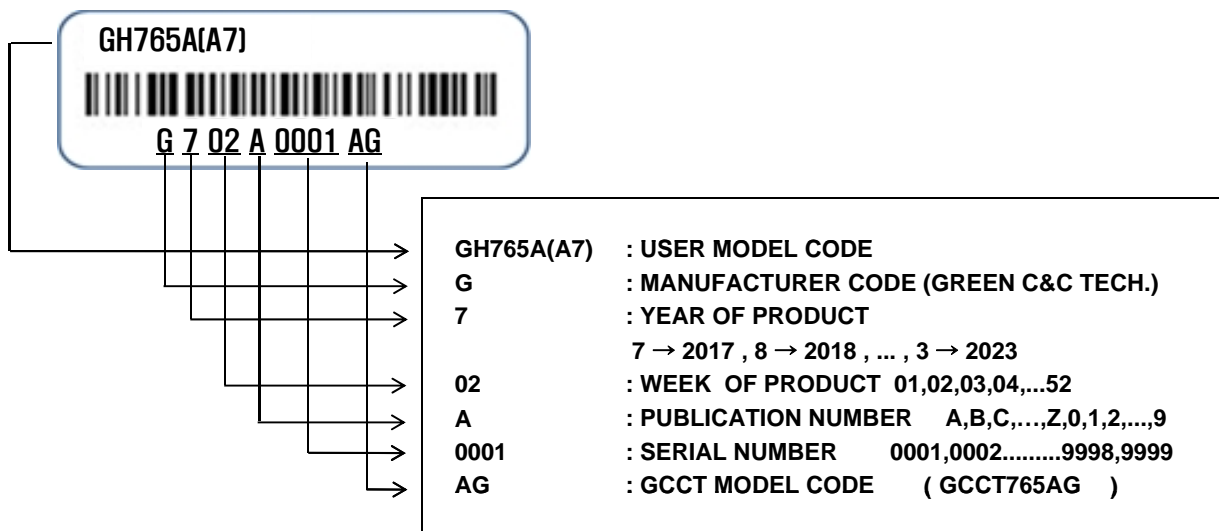 GH765A(A7)
G 7 02 A 0001 AG
GH765A(A7) : USER MODEL CODE
G : MANUFACTURER CODE (GREEN C&C TECH.)
7 : YEAR OF PRODUCT
7 → 2017 , 8 → 2018 , ... , 3 → 2023
02 : WEEK OF PRODUCT 01,02,03,04,...52
A : PUBLICATION NUMBER A,B,C,...,Z,0,1,2,...,9
0001 : SERIAL NUMBER 0001,0002.........9998,9999
AG : GCCT MODEL CODE ( GCCT765AG )